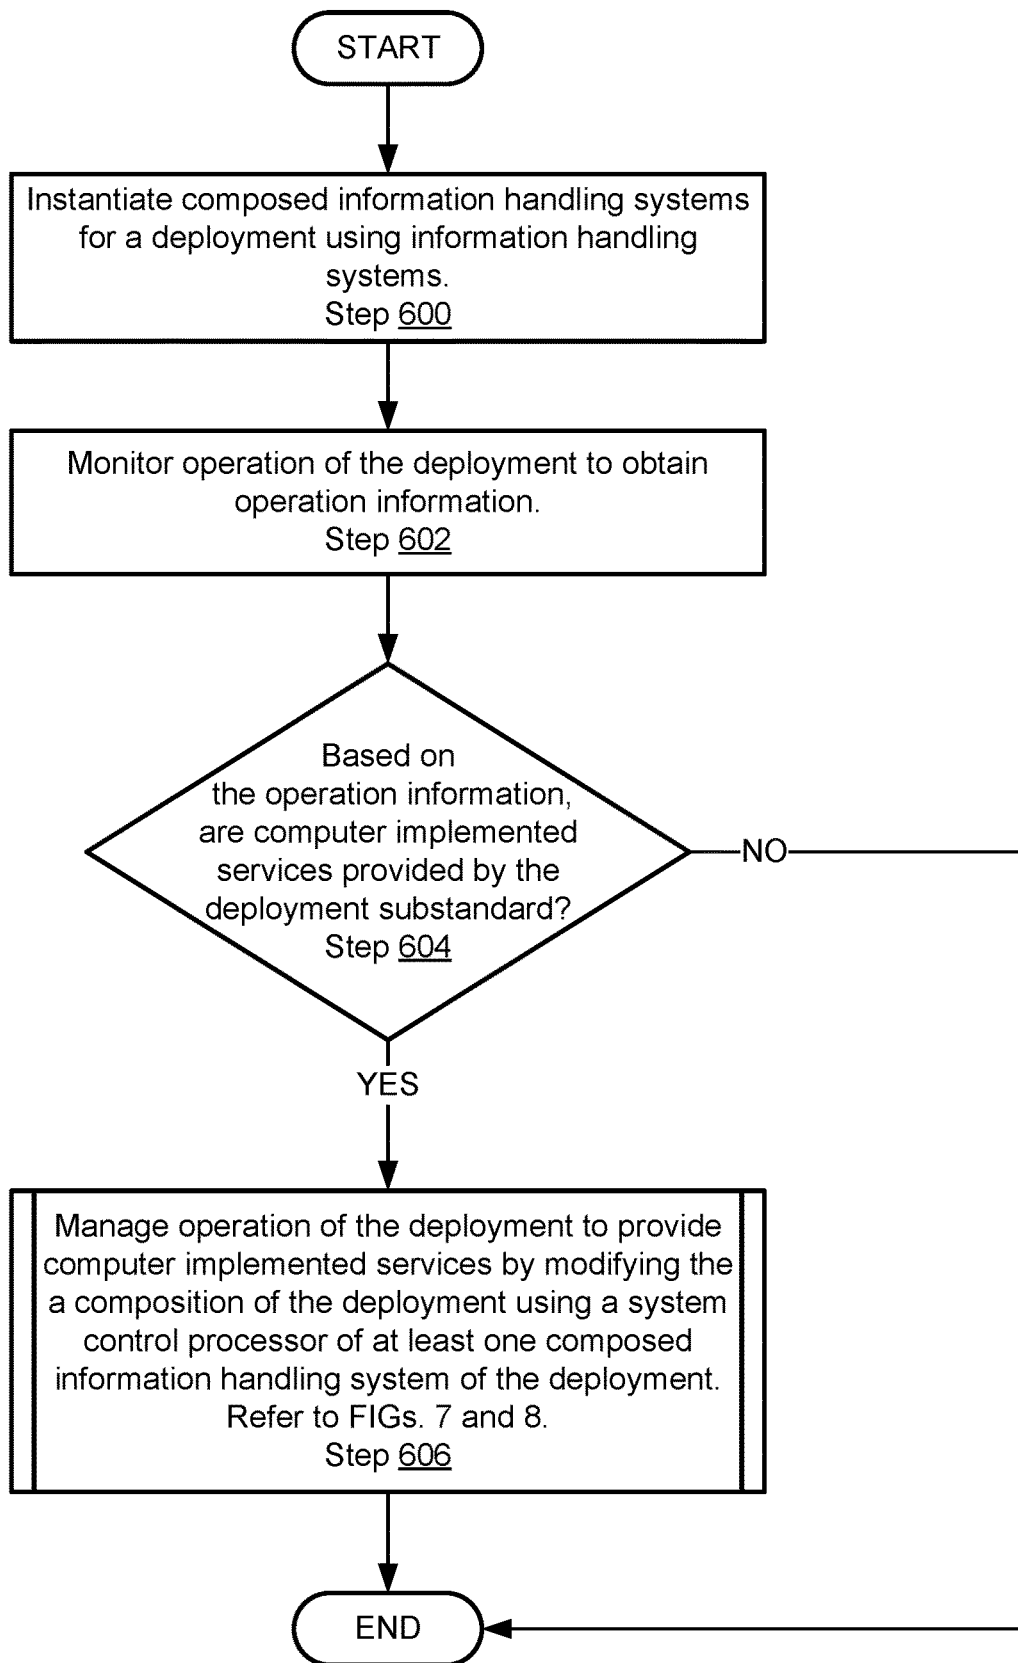 START
Instantiate composed information handling systems
for a deployment using information handling
systems.
Step 600
Monitor operation of the deployment to obtain
operation information.
Step 602
Based on
the operation information,
are computer implemented
services provided by the
deployment substandard?
Step 604
NO
YES
Manage operation of the deployment to provide
computer implemented services by modifying the
a composition of the deployment using a system
control processor of at least one composed
information handling system of the deployment.
Refer to FIGs. 7 and 8.
Step 606
END